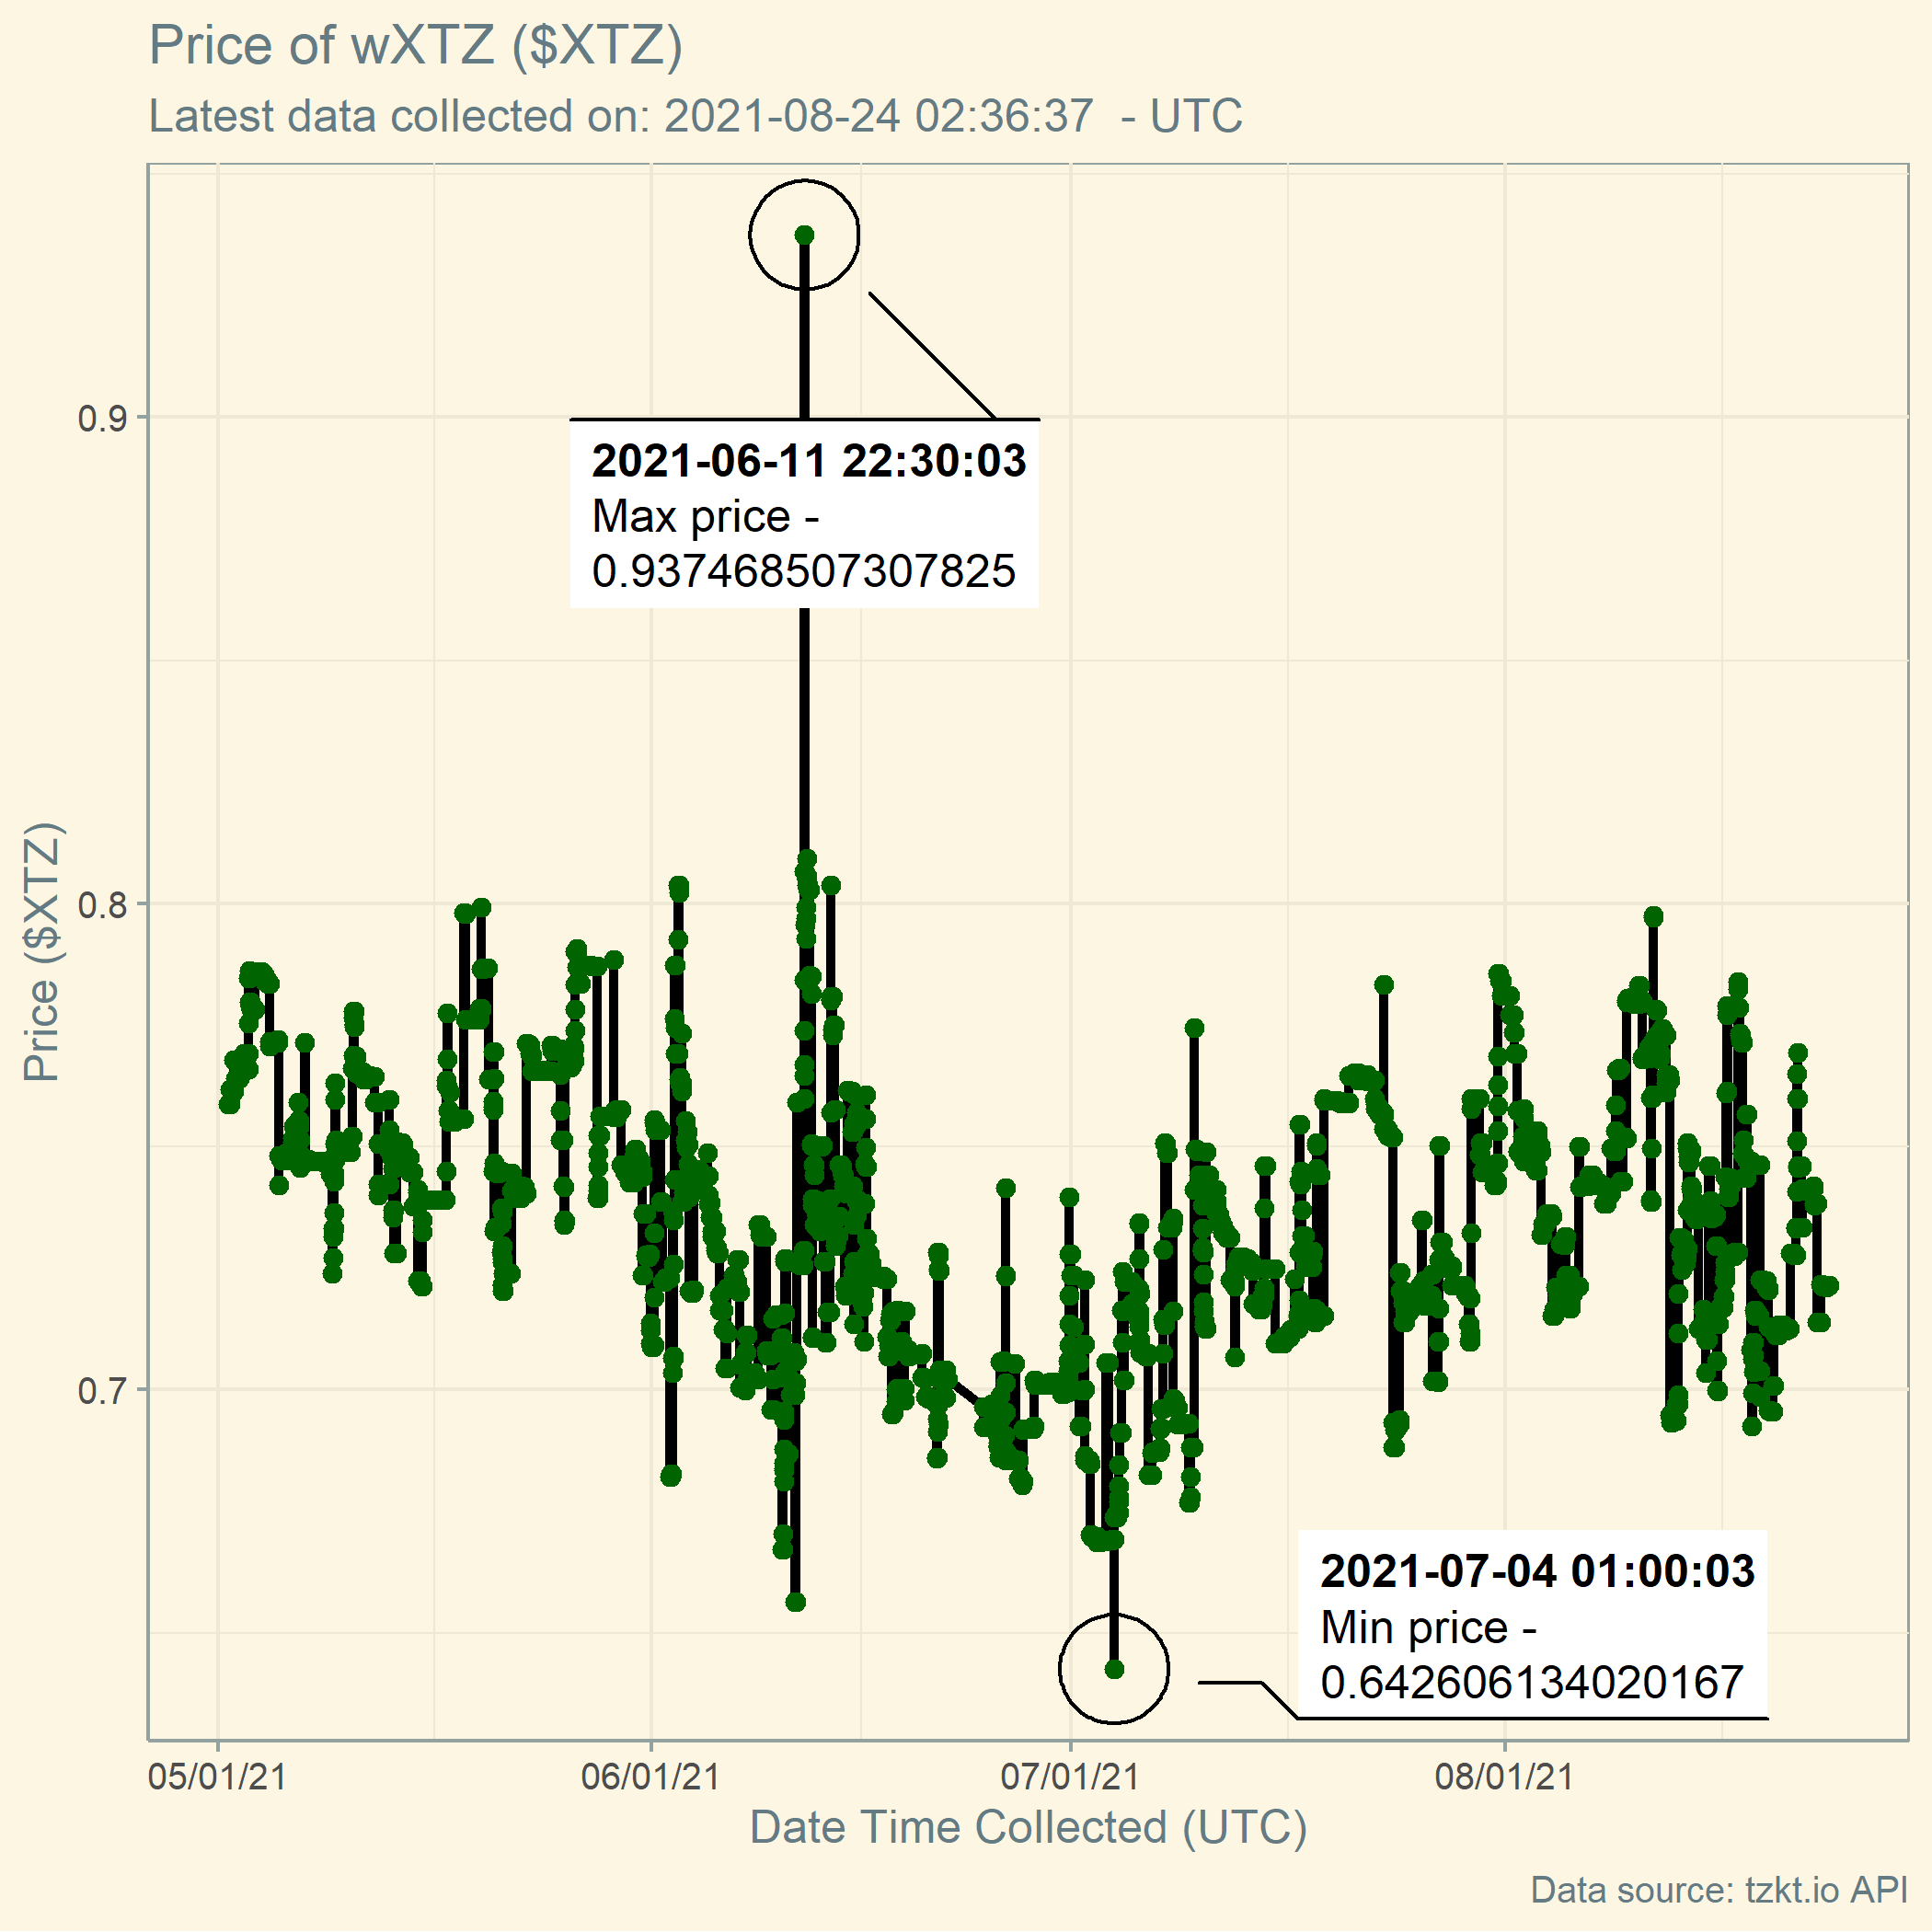 Price of wXTZ ($XTZ)
Latest data collected on: 2021-08-24 02:36:37  - UTC
2021-06-11 22:30:03
Max price -
0.937468507307825
2021-07-04 01:00:03
Min price -
0.642606134020167
Price ($XTZ)
0.9
0.8
0.7
05/01/21
06/01/21
07/01/21
08/01/21
Date Time Collected (UTC)
Data source: tzkt.io API